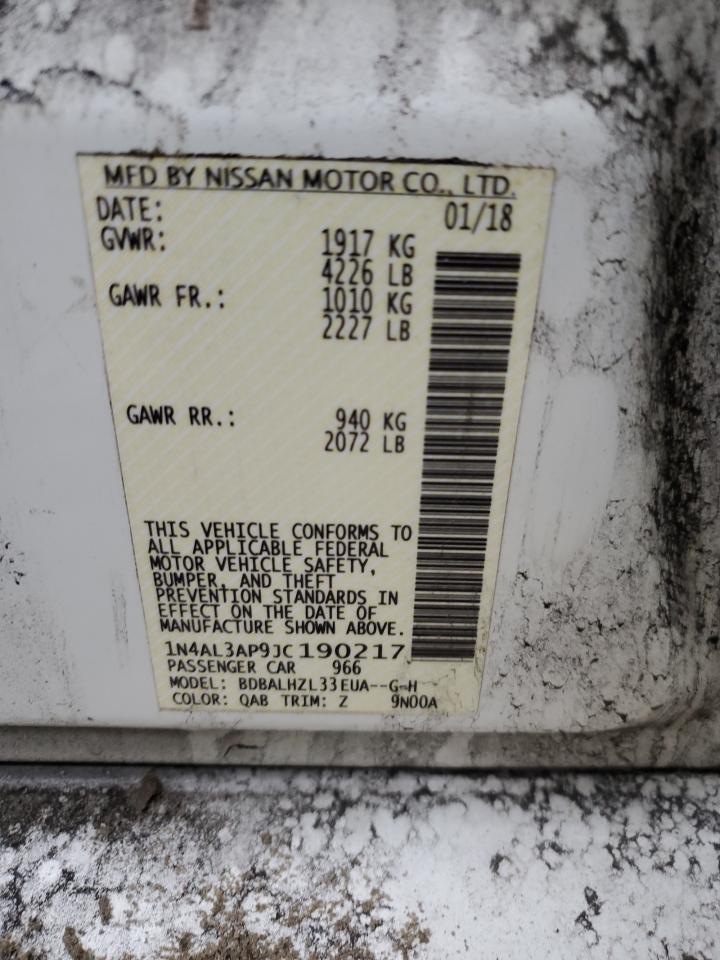 MFD BY NISSAN MOTOR CO., LTD.
DATE: 01/18
GVWR: 1917 KG
4226 LB
GAWR FR.: 1010 KG
2227 LB
GAWR RR.: 940 KG
2072 LB
THIS VEHICLE CONFORMS TO
ALL APPLICABLE FEDERAL
MOTOR VEHICLE SAFETY,
BUMPER, AND THEFT
PREVENTION STANDARDS IN
EFFECT ON THE DATE OF
MANUFACTURE SHOWN ABOVE.
1N4AL3AP9JC190217
PASSENGER CAR 966
MODEL: BDBALHZL33EUA--G-H
COLOR: QAB TRIM: Z 9N00A